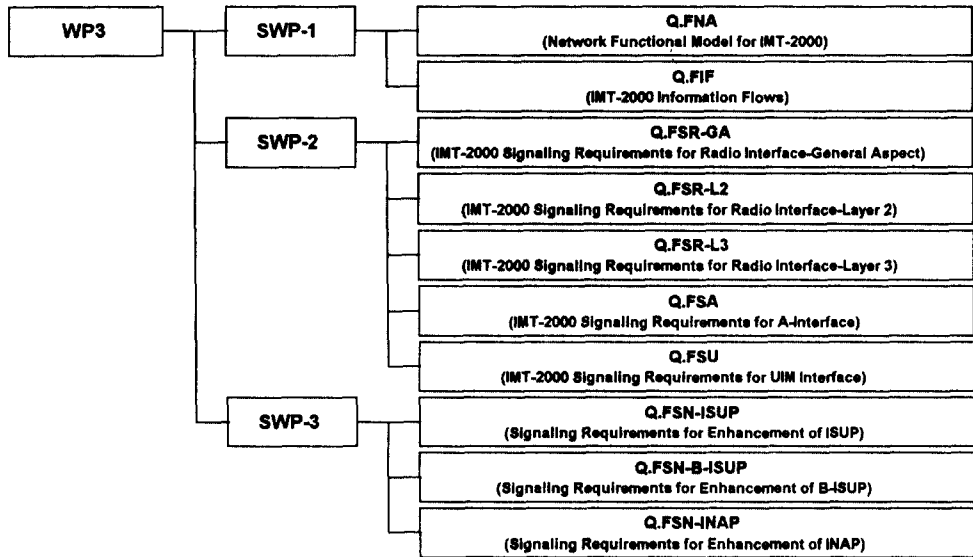 WP3
SWP-1
Q.FNA
(Network Functional Model for IMT-2000)
Q.FIF
(IMT-2000 Information Flows)
SWP-2
Q.FSR-GA
(IMT-2000 Signaling Requirements for Radio Interface-General Aspect)
Q.FSR-L2
(IMT-2000 Signaling Requirements for Radio Interface-Layer 2)
Q.FSR-L3
(IMT-2000 Signaling Requirements for Radio Interface-Layer 3)
Q.FSA
(IMT-2000 Signaling Requirements for A-Interface)
Q.FSU
(IMT-2000 Signaling Requirements for UIM Interface)
SWP-3
Q.FSN-ISUP
(Signaling Requirements for Enhancement of ISUP)
Q.FSN-B-ISUP
(Signaling Requirements for Enhancement of B-ISUP)
Q.FSN-INAP
(Signaling Requirements for Enhancement of INAP)